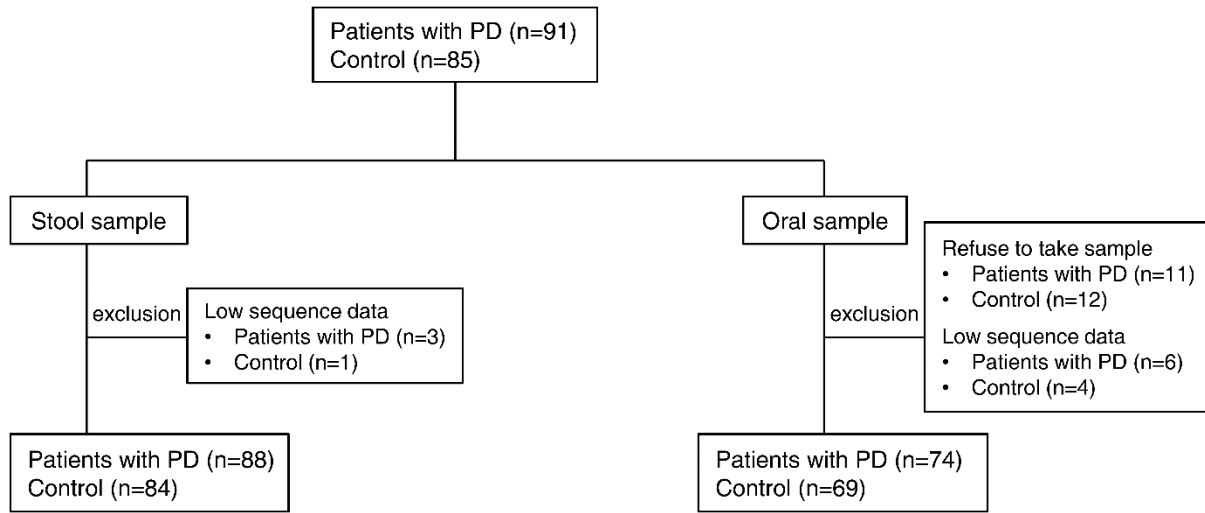 Patients with PD (n=91)
Control (n=85)
Stool sample
exclusion
Low sequence data
• Patients with PD (n=3)
• Control (n=1)
Patients with PD (n=88)
Control (n=84)
Oral sample
exclusion
Refuse to take sample
• Patients with PD (n=11)
• Control (n=12)
Low sequence data
• Patients with PD (n=6)
• Control (n=4)
Patients with PD (n=74)
Control (n=69)